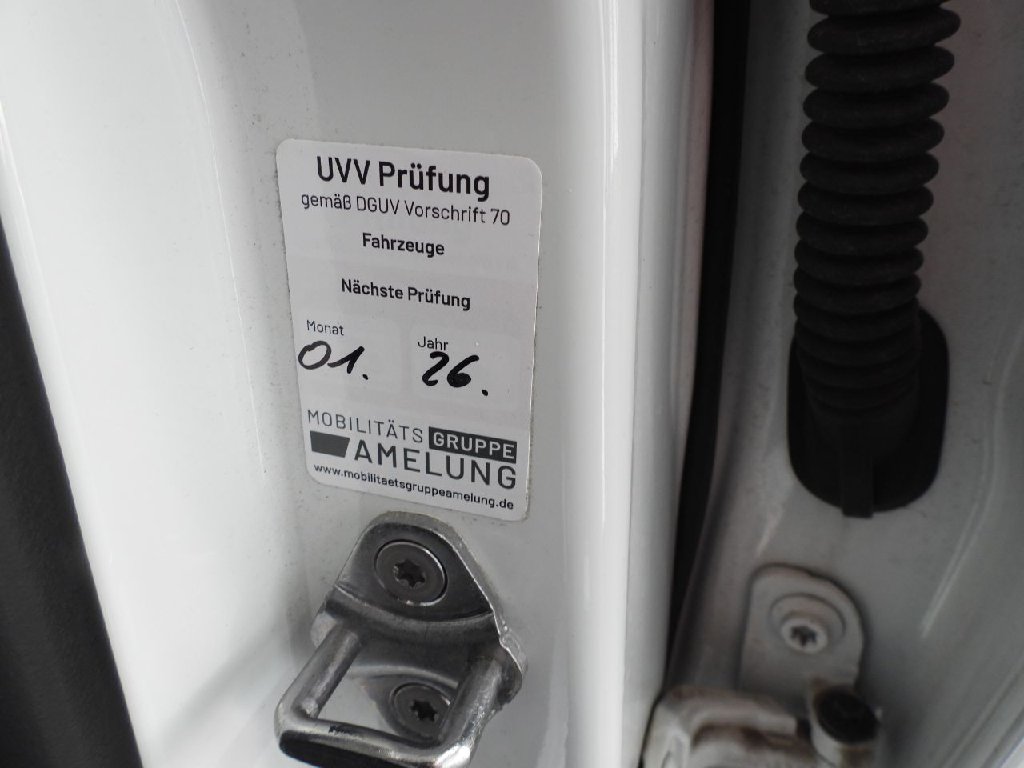 UVV Prüfung
gemäß DGUV Vorschrift 70
Fahrzeuge
Nächste Prüfung
Monat Jahr
01. 26.
MOBILITÄTS GRUPPE
AMELUNG
www.mobilitaetsgruppeamelung.de